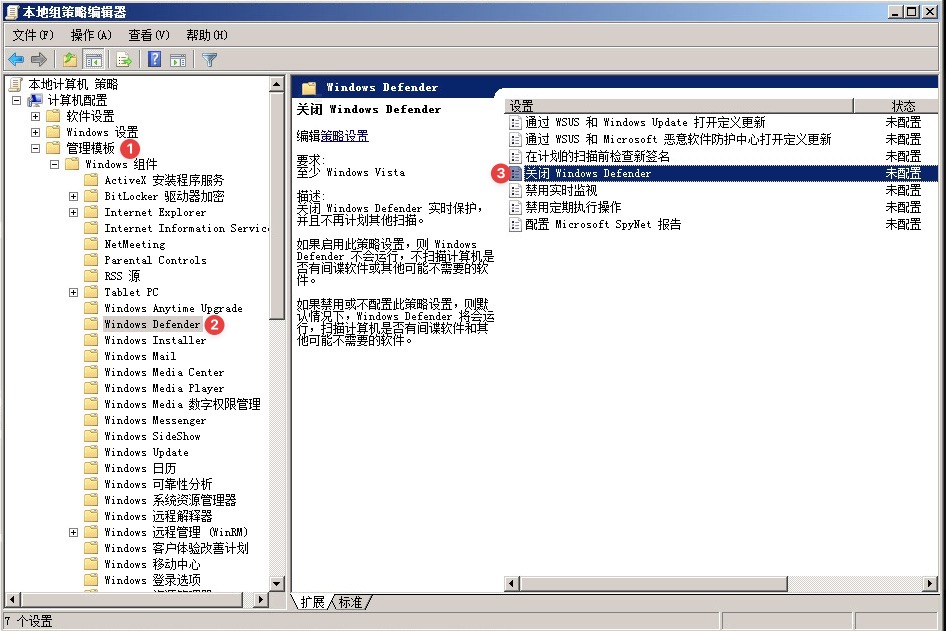 本地组策略编辑器
文件(F) 操作(A) 查看(V) 帮助(H)
本地计算机 策略
计算机配置
软件设置
Windows 设置
管理模板 1
Windows 组件
ActiveX 安装程序服务
BitLocker 驱动器加密
Internet Explorer
Internet Information Servic
NetMeeting
Parental Controls
RSS 源
Tablet PC
Windows Anytime Upgrade
Windows Defender 2
Windows Installer
Windows Mail
Windows Media Center
Windows Media Player
Windows Media 数字权限管理
Windows Messenger
Windows SideShow
Windows Update
Windows 日历
Windows 可靠性分析
Windows 系统资源管理器
Windows 远程解释器
Windows 远程管理 (WinRM)
Windows 客户体验改善计划
Windows 移动中心
Windows 登录选项
Windows Defender
关闭 Windows Defender
编辑策略设置
要求:
至少 Windows Vista
描述:
关闭 Windows Defender 实时保护，
并且不再计划其他扫描。
如果启用此策略设置，则 Windows
Defender 不会运行，不扫描计算机是
否有间谍软件或其他可能不需要的软
件。
如果禁用或不配置此策略设置，则默
认情况下，Windows Defender 将会运
行，扫描计算机是否有间谍软件和其
他可能不需要的软件。
设置 状态
通过 WSUS 和 Windows Update 打开定义更新 未配置
通过 WSUS 和 Microsoft 恶意软件防护中心打开定义更新 未配置
在计划的扫描前检查新签名 未配置
3 关闭 Windows Defender 未配置
禁用实时监视 未配置
禁用定期执行操作 未配置
配置 Microsoft SpyNet 报告 未配置
扩展 标准
7 个设置